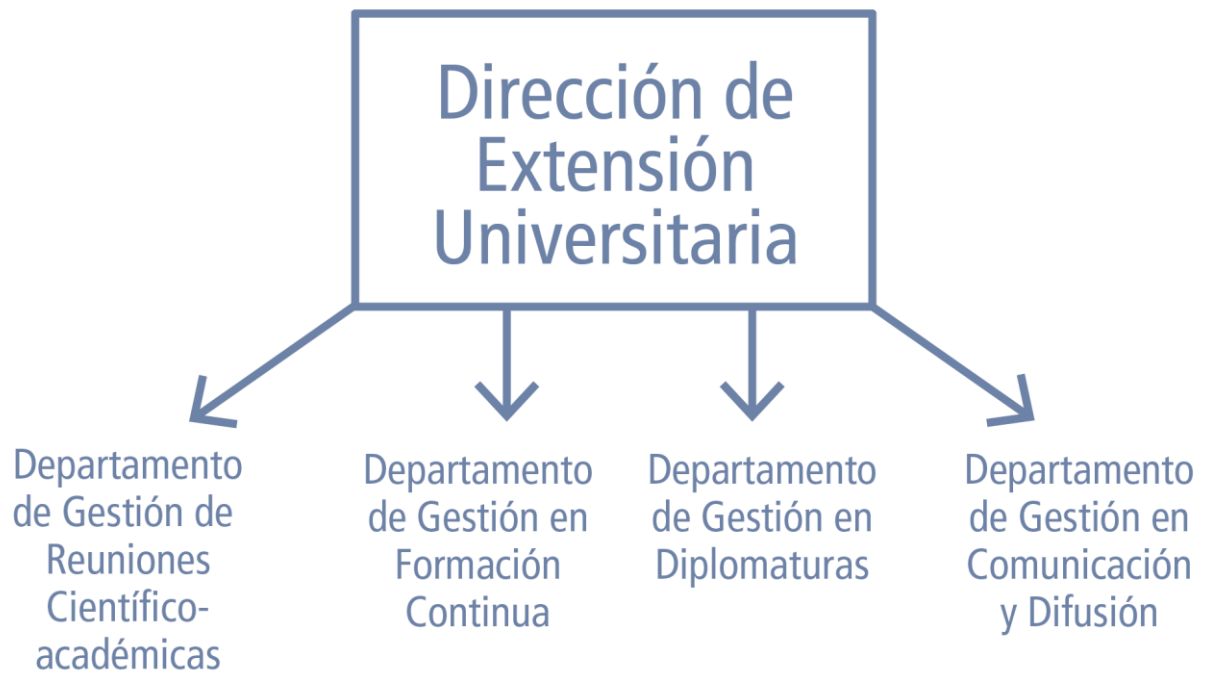 Dirección de
Extensión
Universitaria
Departamento
de Gestión de
Reuniones
Científico-
académicas
Departamento
de Gestión en
Formación
Continua
Departamento
de Gestión en
Diplomaturas
Departamento
de Gestión en
Comunicación
y Difusión